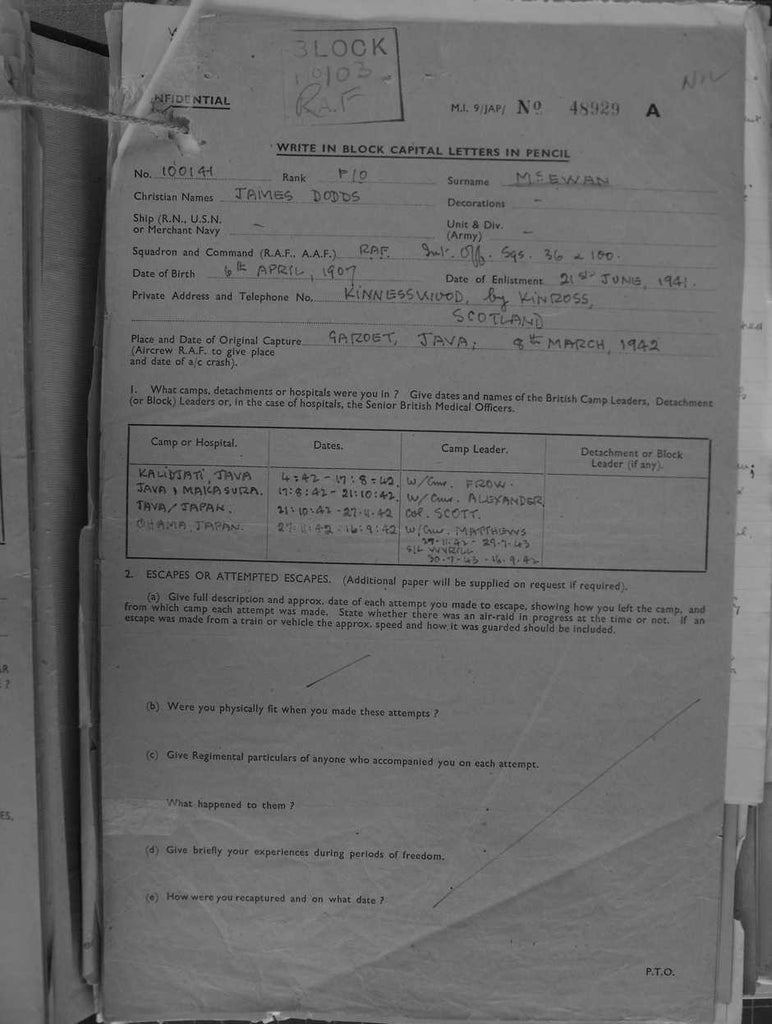 BLOCK
10103
R.A.F
NFIDENTIAL
M.I. 9/JAP/ No 48929 A
WRITE IN BLOCK CAPITAL LETTERS IN PENCIL
No. 100141 Rank P/O Surname McEWAN
Christian Names JAMES DODDS Decorations -
Ship (R.N., U.S.N. or Merchant Navy - Unit & Div. (Army) -
Squadron and Command (R.A.F., A.A.F.) RAF. Int. Off. Sqs. 36 & 100.
Date of Birth 6th APRIL, 1907 Date of Enlistment 21st JUNE, 1941.
Private Address and Telephone No. KINNESSWOOD, by KINROSS,
SCOTLAND
Place and Date of Original Capture GAROET, JAVA; 8th MARCH, 1942
(Aircrew R.A.F. to give place
and date of a/c crash).
1. What camps, detachments or hospitals were you in ? Give dates and names of the British Camp Leaders, Detachment
(or Block) Leaders or, in the case of hospitals, the Senior British Medical Officers.
Camp or Hospital. Dates. Camp Leader. Detachment or Block Leader (if any).
KALIDJATI, JAVA 4:42 - 17:8:42. W/Cmr. FROW.
JAVA, MAKASURA. 17:8:42 - 21:10:42. W/Cmr. ALEXANDER.
JAVA/JAPAN. 21:10:42 - 27:11:42 Col. SCOTT.
OHAMA, JAPAN. 27:11:42 - 16:9:42 W/Cmr. MATTHEWS
27-11-42 - 29-7-43
S/L
30-7-43 - 16.9.42
2. ESCAPES OR ATTEMPTED ESCAPES. (Additional paper will be supplied on request if required).
(a) Give full description and approx. date of each attempt you made to escape, showing how you left the camp, and
from which camp each attempt was made. State whether there was an air-raid in progress at the time or not. If an
escape was made from a train or vehicle the approx. speed and how it was guarded should be included.
(b) Were you physically fit when you made these attempts ?
(c) Give Regimental particulars of anyone who accompanied you on each attempt.
What happened to them ?
(d) Give briefly your experiences during periods of freedom.
(e) How were you recaptured and on what date ?
P.T.O.